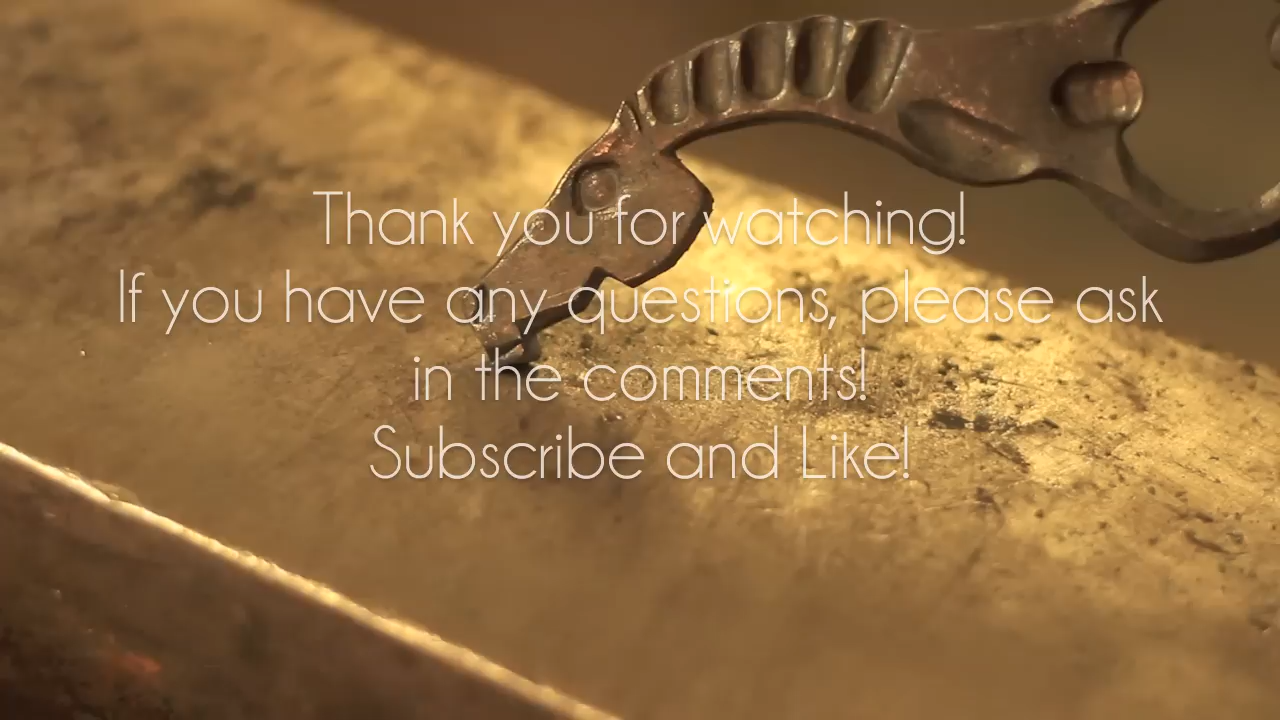 Thank you for watching!
If you have any questions, please ask
in the comments!
Subscribe and Like!